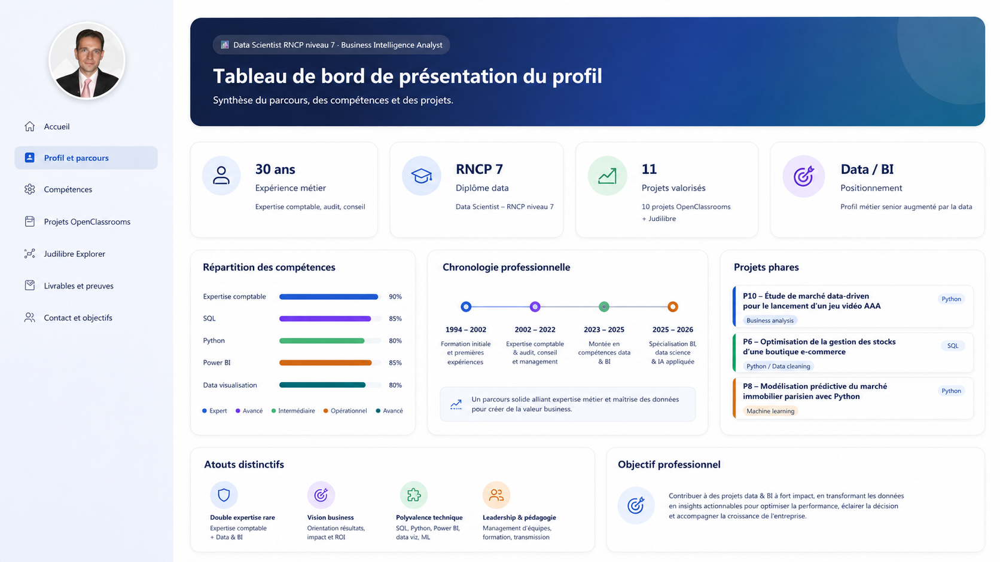 Accueil
Profil et parcours
Compétences
Projets OpenClassrooms
Judilibre Explorer
Livrables et preuves
Contact et objectifs
Data Scientist RNCP niveau 7 · Business Intelligence Analyst
Tableau de bord de présentation du profil
Synthèse du parcours, des compétences et des projets.
30 ans
Expérience métier
Expertise comptable, audit, conseil
RNCP 7
Diplôme data
Data Scientist – RNCP niveau 7
11
Projets valorisés
10 projets OpenClassrooms
+ Judilibre
Data / BI
Positionnement
Profil métier senior augmenté par la data
Répartition des compétences
Expertise comptable 90%
SQL 85%
Python 80%
Power BI 85%
Data visualisation 80%
Expert Avancé Intermédiaire Opérationnel Avancé
Chronologie professionnelle
1994 – 2002
Formation initiale
et premières
expériences
2002 – 2022
Expertise comptable
& audit, conseil
et management
2023 – 2025
Montée en
compétences data
& BI
2025 – 2026
Spécialisation BI,
data science
& IA appliquée
Un parcours solide alliant expertise métier et maîtrise des données
pour créer de la valeur business.
Projets phares
P10 – Étude de marché data-driven
pour le lancement d'un jeu vidéo AAA
Python
Business analysis
P6 – Optimisation de la gestion des stocks
d'une boutique e-commerce
SQL
Python / Data cleaning
P8 – Modélisation prédictive du marché
immobilier parisien avec Python
Python
Machine learning
Atouts distinctifs
Double expertise rare
Expertise comptable
+ Data & BI
Vision business
Orientation résultats,
impact et ROI
Polyvalence technique
SQL, Python, Power BI,
data viz, ML
Leadership & pédagogie
Management d'équipes,
formation, transmission
Objectif professionnel
Contribuer à des projets data & BI à fort impact, en transformant les données
en insights actionnables pour optimiser la performance, éclairer la décision
et accompagner la croissance de l'entreprise.